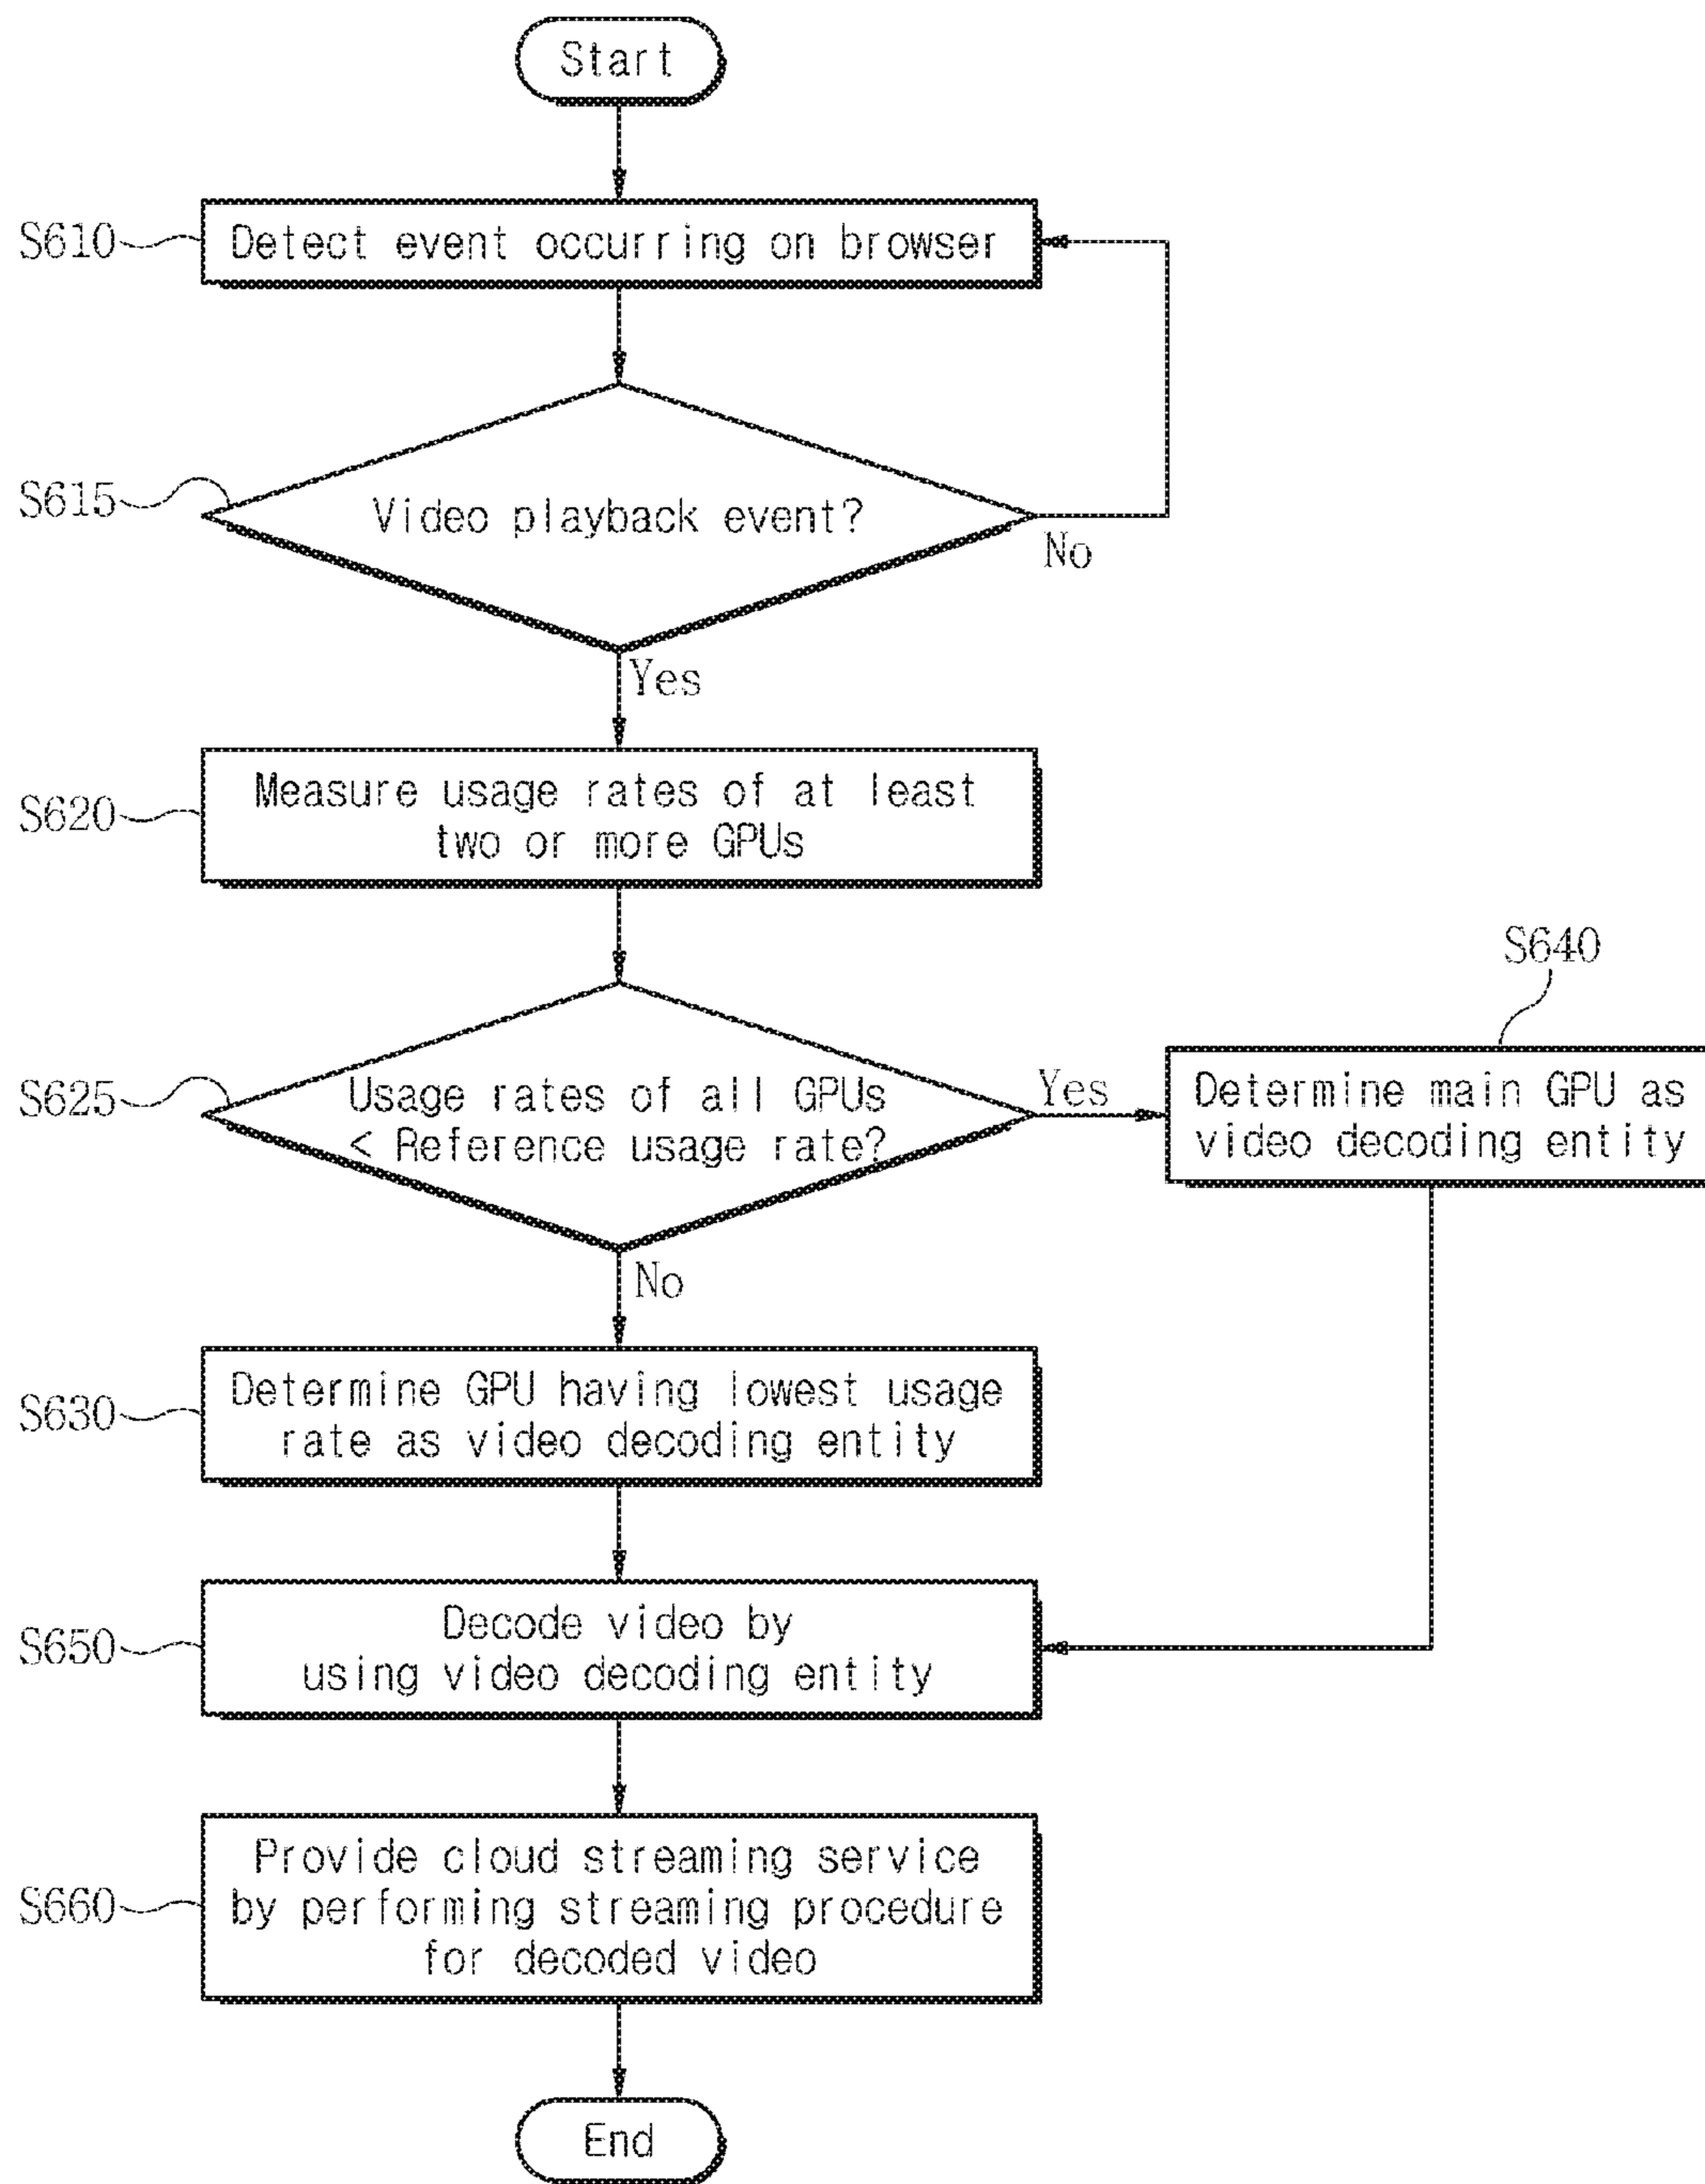 Start
S610
Detect event occurring on browser
S615
Video playback event?
No
Yes
S620
Measure usage rates of at least
two or more GPUs
S640
S625
Usage rates of all GPUs
< Reference usage rate?
Yes
Determine main GPU as
video decoding entity
No
S630
Determine GPU having lowest usage
rate as video decoding entity
S650
Decode video by
using video decoding entity
S660
Provide cloud streaming service
by performing streaming procedure
for decoded video
End